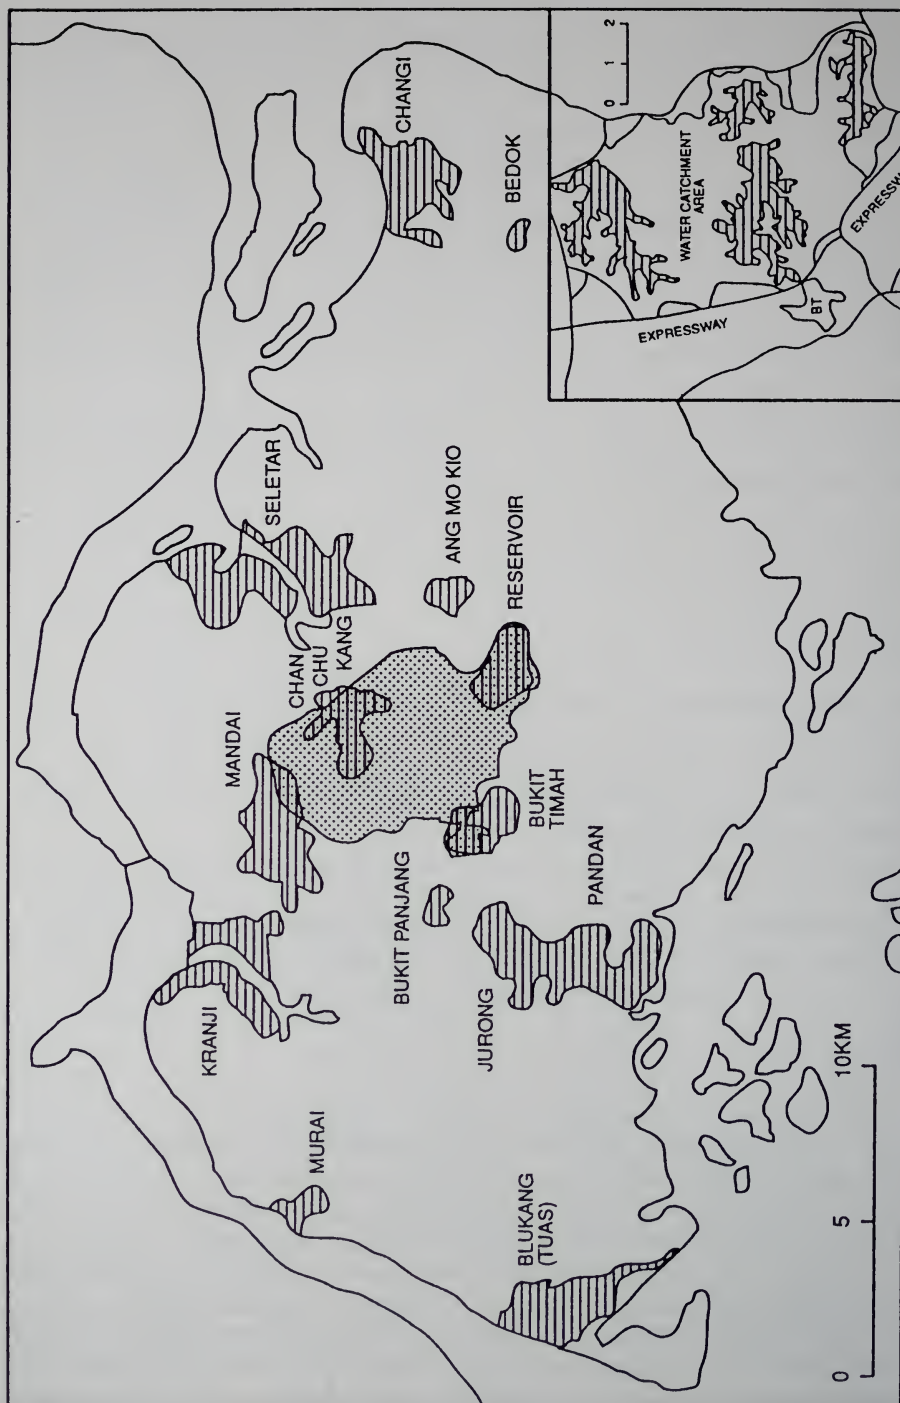 CHANGI
BEDOK
SELETAR
ANG MO KIO
RESERVOIR
CHAN
CHU
KANG
MANDAI
BUKIT
TIMAH
BUKIT PANJANG
PANDAN
KRANJI
JURONG
MURAI
BLUKANG
(TUAS)
0
5
10KM
0
1
2
WATER CATCHMENT
AREA
EXPRESSWAY
BT